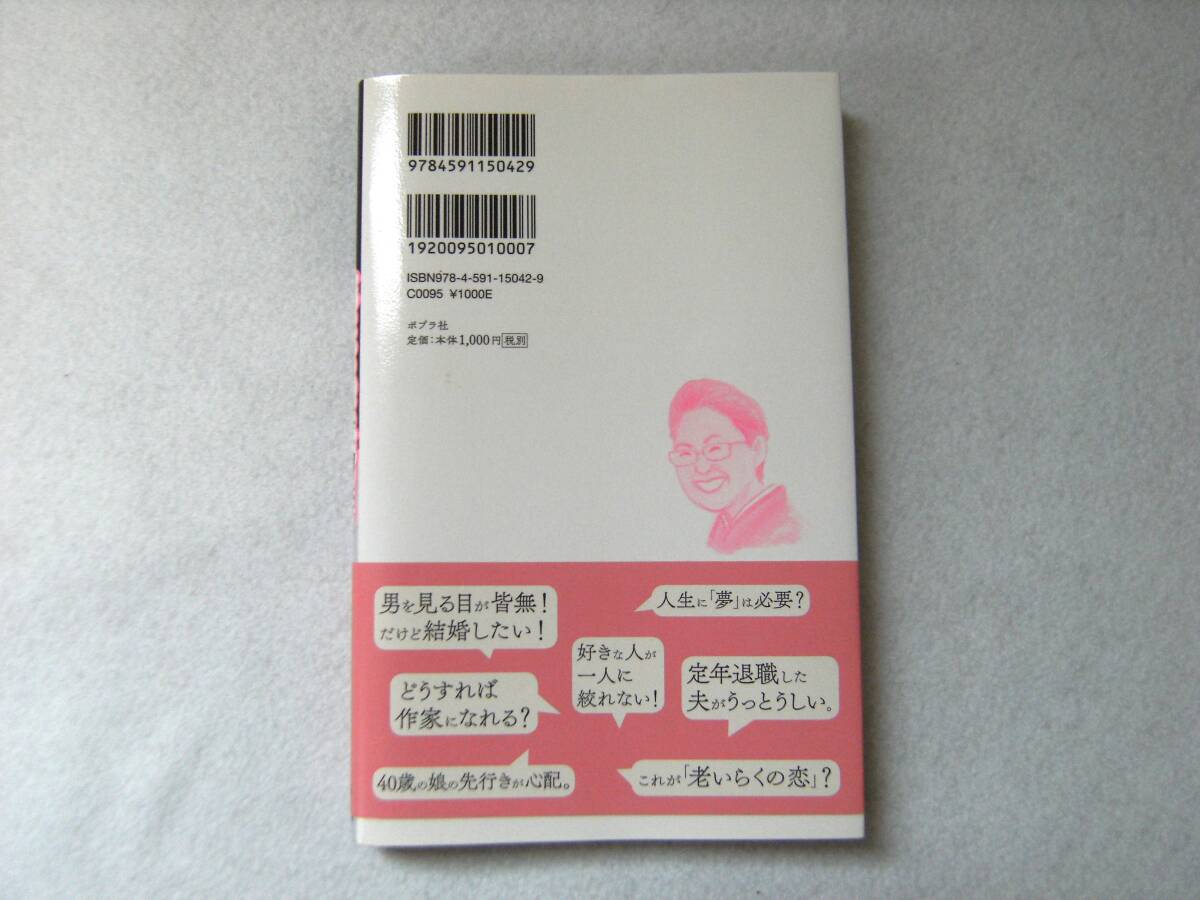 9784591150429
1920095010007
ISBN978-4-591-15042-9
C0095 ¥1000E
ポプラ社
定価：本体1,000円 税別
男を見る目が皆無！
だけど結婚したい！
人生に「夢」は必要？
好きな人が
一人に
絞れない！
定年退職した
夫がうっとうしい。
どうすれば
作家になれる？
40歳の娘の先行きが心配。
これが「老いらくの恋」？